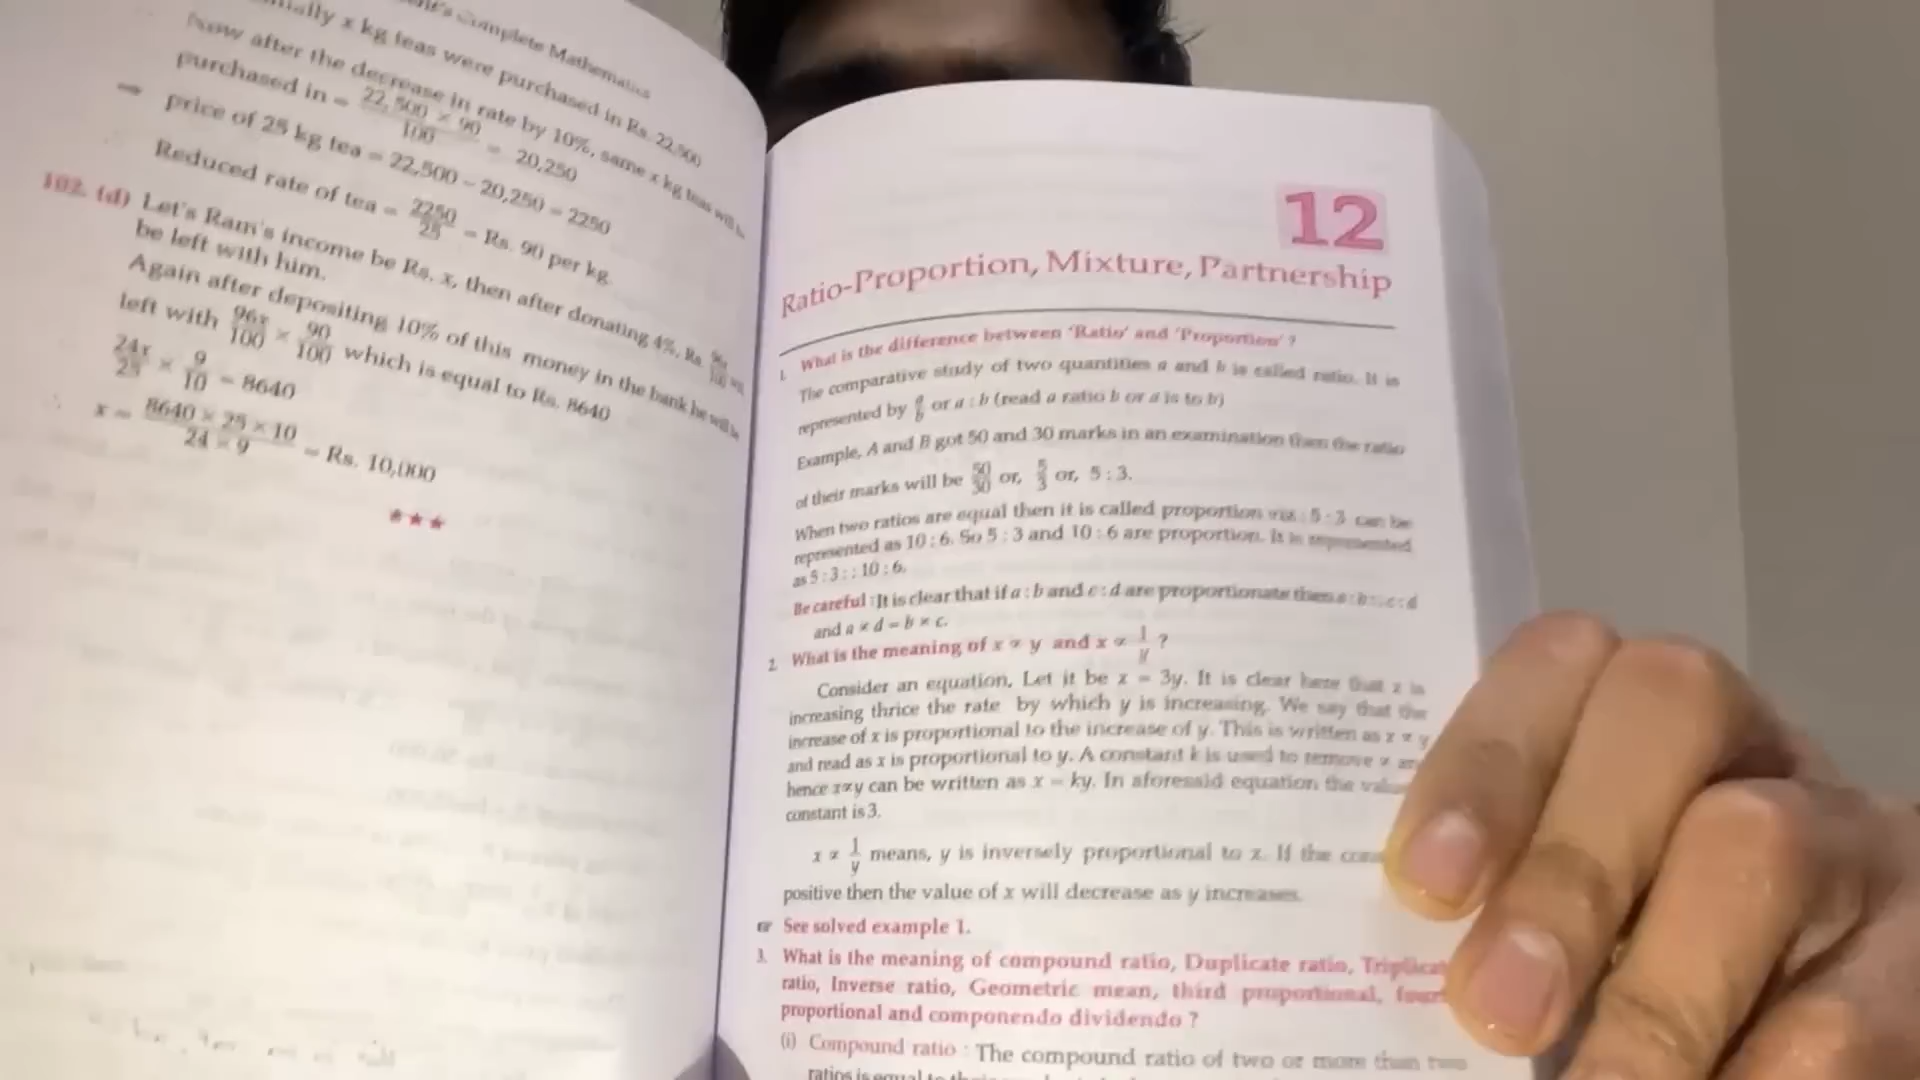 Complete Mathematics
x kg teas were purchased in Rs. 22,500
Now after the decrease in rate by 10%, same x kg teas will be
purchased in = 22,500 × 90 / 100 = 20,250
⇒ price of 25 kg tea = 22,500 – 20,250 = 2250
Reduced rate of tea = 2250/25 = Rs. 90 per kg.
102. (d) Let's Ram's income be Rs. x, then after donating 4%, Rs. 96x/100 will
be left with him.
Again after depositing 10% of this money in the bank he will be
left with 96x/100 × 90/100 which is equal to Rs. 8640
24x/25 × 9/10 = 8640
x = 8640 × 25 × 10 / 24 × 9 = Rs. 10,000
★★★
12
Ratio-Proportion, Mixture, Partnership
1. What is the difference between 'Ratio' and 'Proportion' ?
The comparative study of two quantities a and b is called ratio. It is
represented by a/b or a : b (read a ratio b or a is to b)
Example, A and B got 50 and 30 marks in an examination then the ratio
of their marks will be 50/30 or, 5/3 or, 5 : 3.
When two ratios are equal then it is called proportion viz : 5 : 3 can be
represented as 10 : 6. So 5 : 3 and 10 : 6 are proportion. It is represented
as 5 : 3 : : 10 : 6.
Be careful : It is clear that if a : b and c : d are proportionate then a : b : : c : d
and a × d = b × c.
2. What is the meaning of x ∝ y and x ∝ 1/y ?
Consider an equation, Let it be x = 3y. It is clear here that x is
increasing thrice the rate by which y is increasing. We say that the
increase of x is proportional to the increase of y. This is written as x ∝ y
and read as x is proportional to y. A constant k is used to remove ∝
hence x∝y can be written as x = ky. In aforesaid equation the
constant is 3.
x ∝ 1/y means, y is inversely proportional to x. If the
positive then the value of x will decrease as y increases.
☞ See solved example 1.
3. What is the meaning of compound ratio, Duplicate ratio,
ratio, Inverse ratio, Geometric mean, third proportional,
proportional and componendo dividendo ?
(i) Compound ratio : The compound ratio of two or more than two